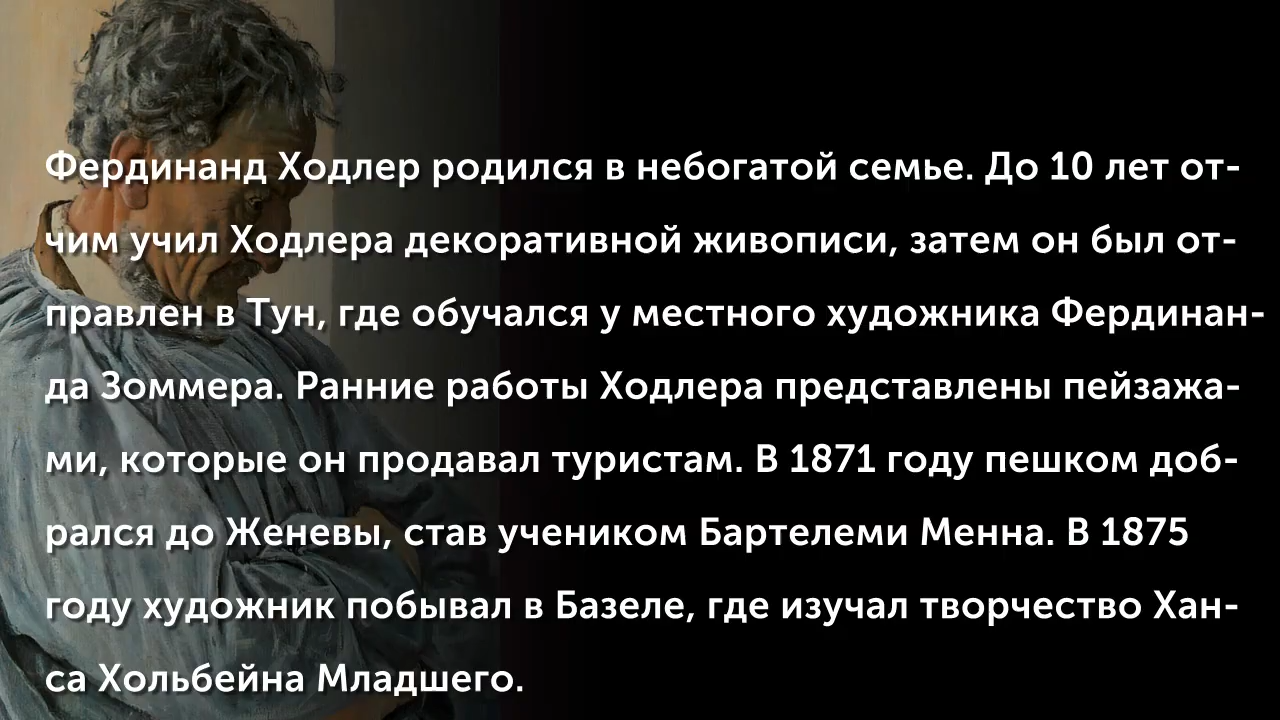 Фердинанд Ходлер родился в небогатой семье. До 10 лет от-
чим учил Ходлера декоративной живописи, затем он был от-
правлен в Тун, где обучался у местного художника Фердинан-
да Зоммера. Ранние работы Ходлера представлены пейзажа-
ми, которые он продавал туристам. В 1871 году пешком доб-
рался до Женевы, став учеником Бартелеми Менна. В 1875
году художник побывал в Базеле, где изучал творчество Хан-
са Хольбейна Младшего.